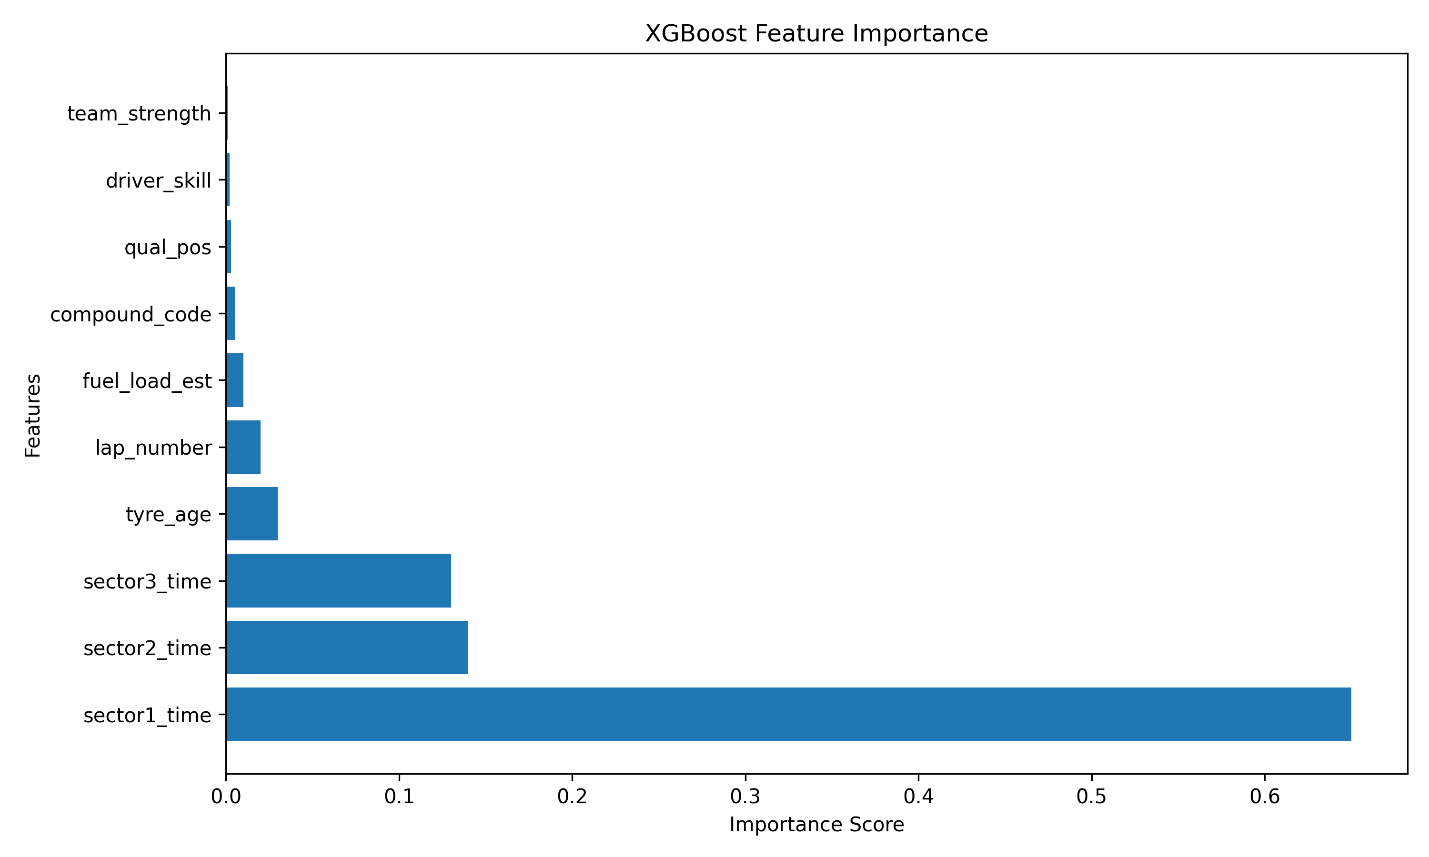 XGBoost Feature Importance
team_strength
driver_skill
qual_pos
compound_code
fuel_load_est
lap_number
tyre_age
sector3_time
sector2_time
sector1_time
Features
0.0 0.1 0.2 0.3 0.4 0.5 0.6
Importance Score